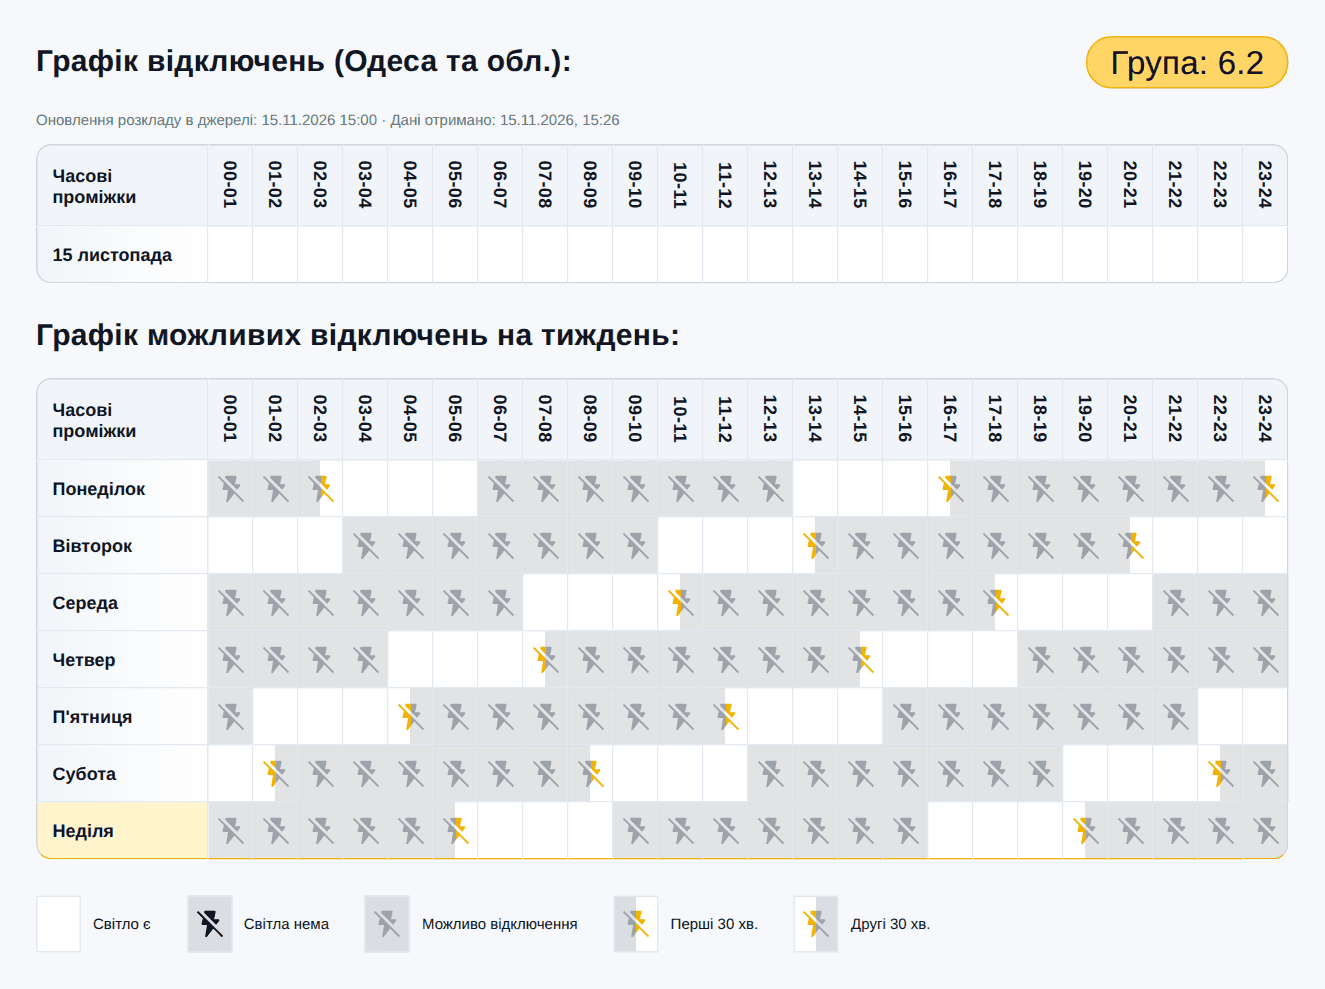 Графік відключень (Одеса та обл.):
Група: 6.2
Оновлення розкладу в джерелі: 15.11.2026 15:00 · Дані отримано: 15.11.2026, 15:26
Часові проміжки 00-01 01-02 02-03 03-04 04-05 05-06 06-07 07-08 08-09 09-10 10-11 11-12 12-13 13-14 14-15 15-16 16-17 17-18 18-19 19-20 20-21 21-22 22-23 23-24
15 листопада
Графік можливих відключень на тиждень:
Часові проміжки 00-01 01-02 02-03 03-04 04-05 05-06 06-07 07-08 08-09 09-10 10-11 11-12 12-13 13-14 14-15 15-16 16-17 17-18 18-19 19-20 20-21 21-22 22-23 23-24
Понеділок
Вівторок
Середа
Четвер
П'ятниця
Субота
Неділя
Світло є Світла нема Можливо відключення Перші 30 хв. Другі 30 хв.